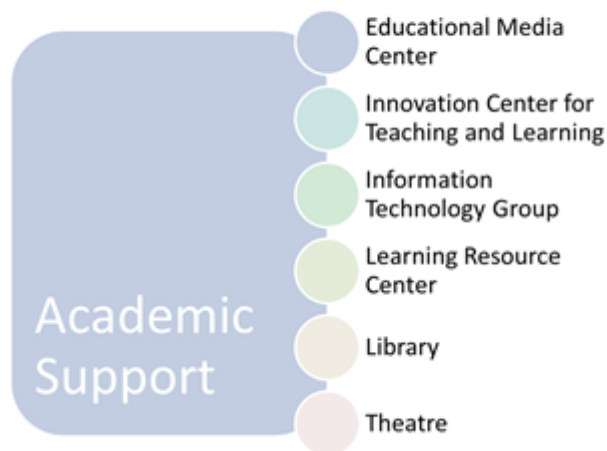 Academic
Support
Educational Media
Center
Innovation Center for
Teaching and Learning
Information
Technology Group
Learning Resource
Center
Library
Theatre